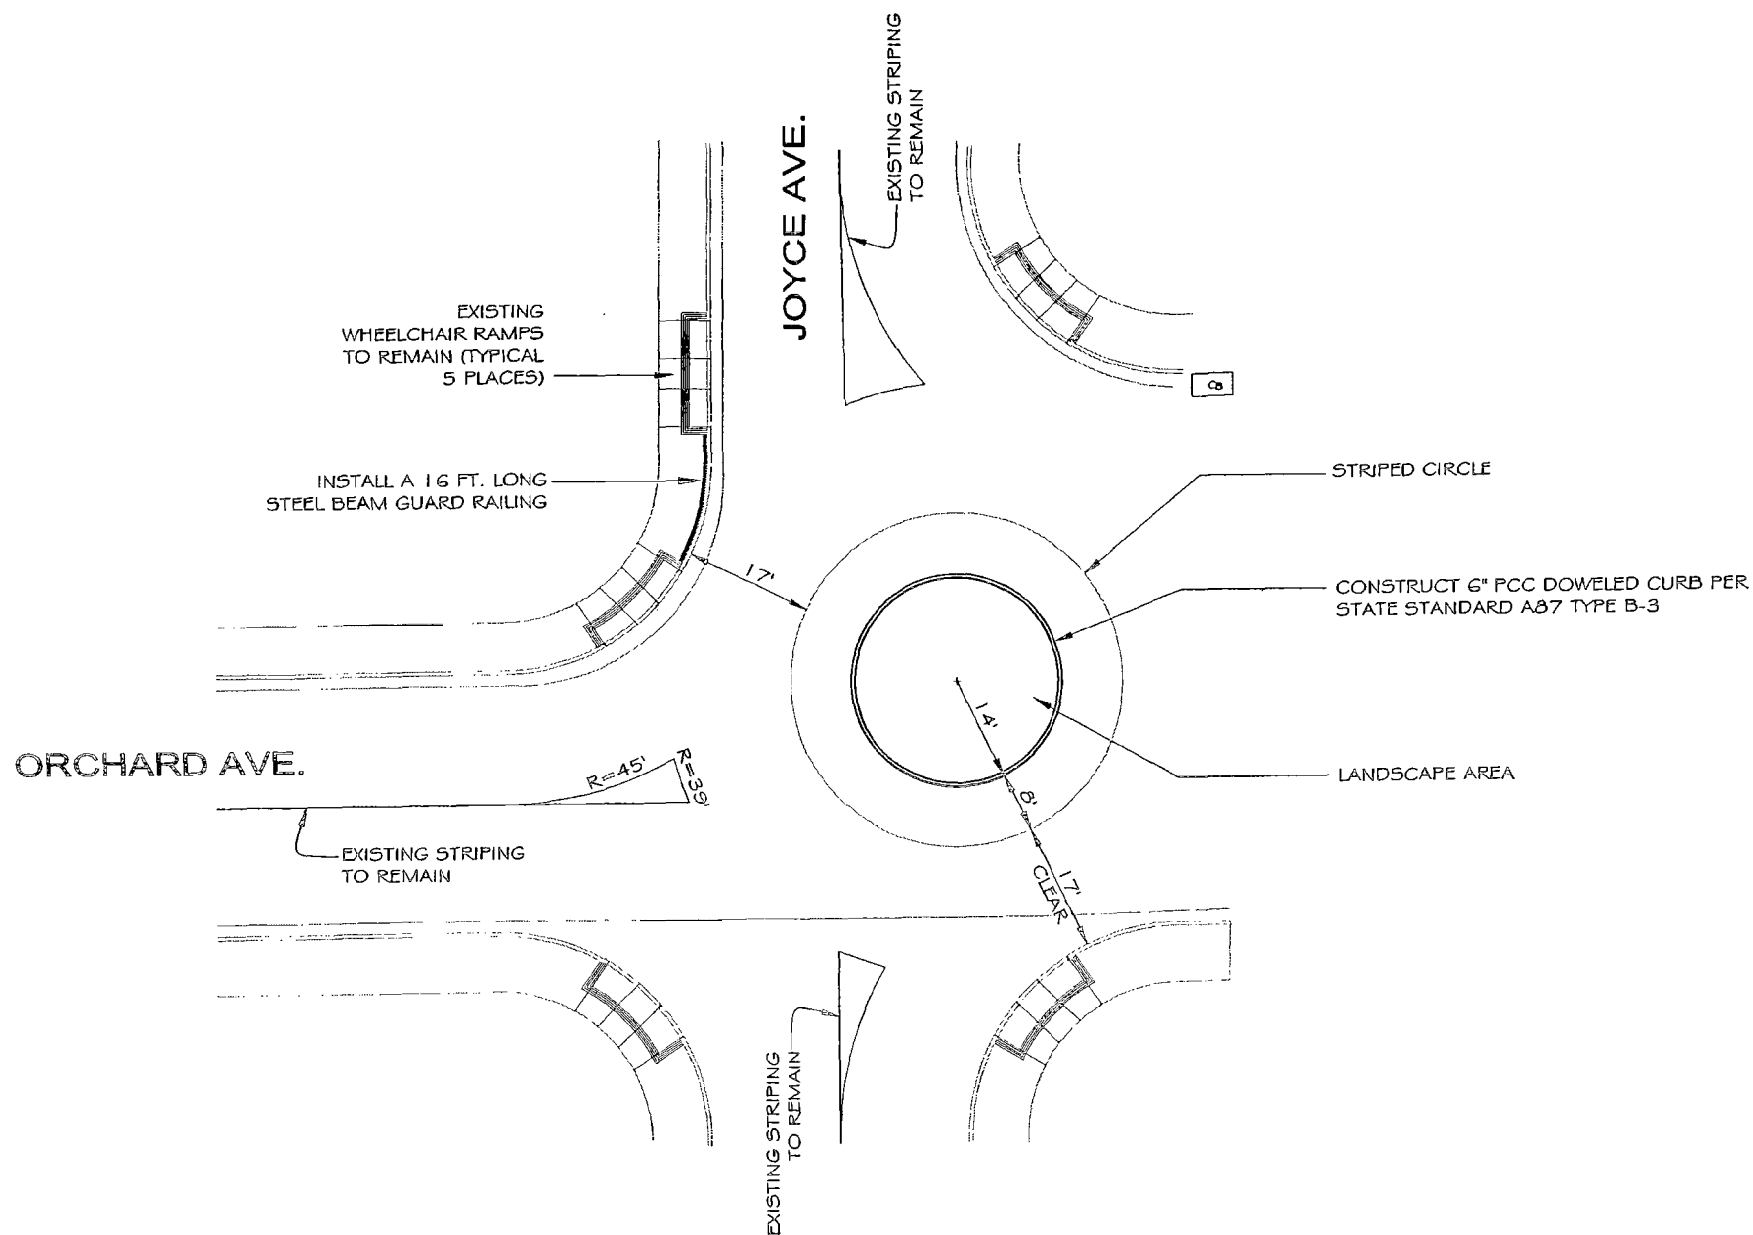 EXISTING STRIPING
TO REMAIN
JOYCE AVE.
EXISTING
WHEELCHAIR RAMPS
TO REMAIN (TYPICAL
5 PLACES)
CB
STRIPED CIRCLE
INSTALL A 16 FT. LONG
STEEL BEAM GUARD RAILING
17'
CONSTRUCT 6" PCC DOWELED CURB PER
STATE STANDARD A87 TYPE B-3
14'
ORCHARD AVE.
R=45'
R=39'
LANDSCAPE AREA
8'
EXISTING STRIPING
TO REMAIN
17'
CLEAR
EXISTING STRIPING
TO REMAIN